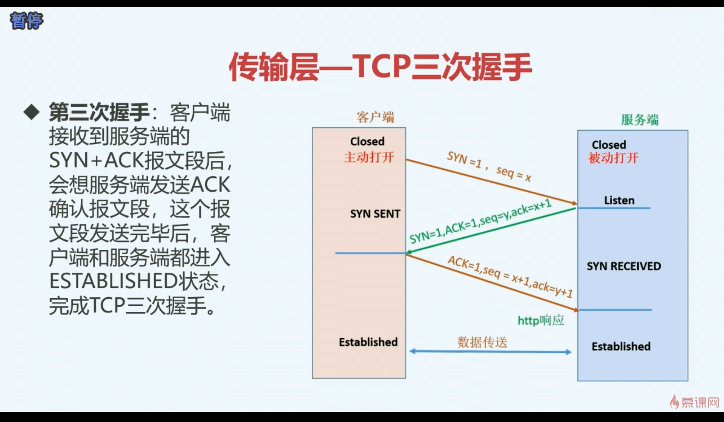 暂停
传输层—TCP三次握手
◆ 第三次握手：客户端
接收到服务端的
SYN+ACK报文段后，
会想服务端发送ACK
确认报文段，这个报
文段发送完毕后，客
户端和服务端都进入
ESTABLISHED状态，
完成TCP三次握手。
客户端
服务端
Closed
主动打开
Closed
被动打开
SYN =1 ，seq = x
Listen
SYN SENT
SYN=1,ACK=1,seq=y,ack=x+1
SYN RECEIVED
ACK=1,seq = x+1,ack=y+1
http响应
Established
数据传送
Established
慕课网